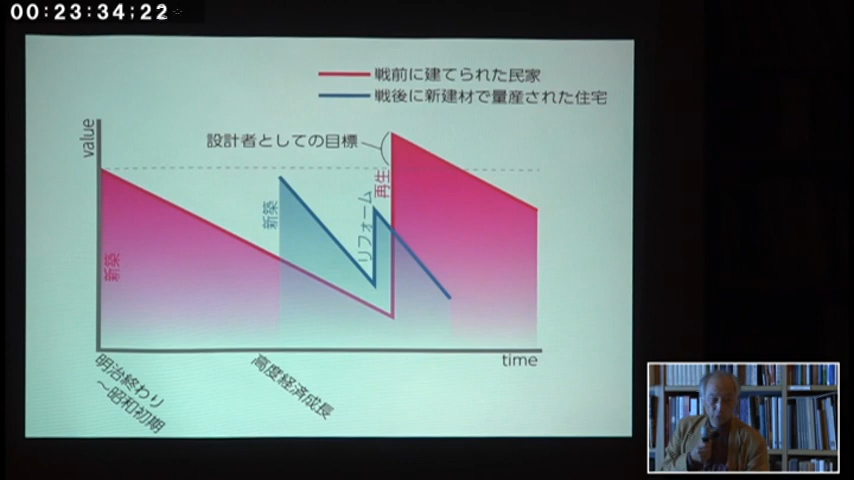 00:23:34;22
戦前に建てられた民家
戦後に新建材で量産された住宅
value
設計者としての目標
新築
新築
リフォーム
再生
time
明治終わり
～昭和初期
高度経済成長